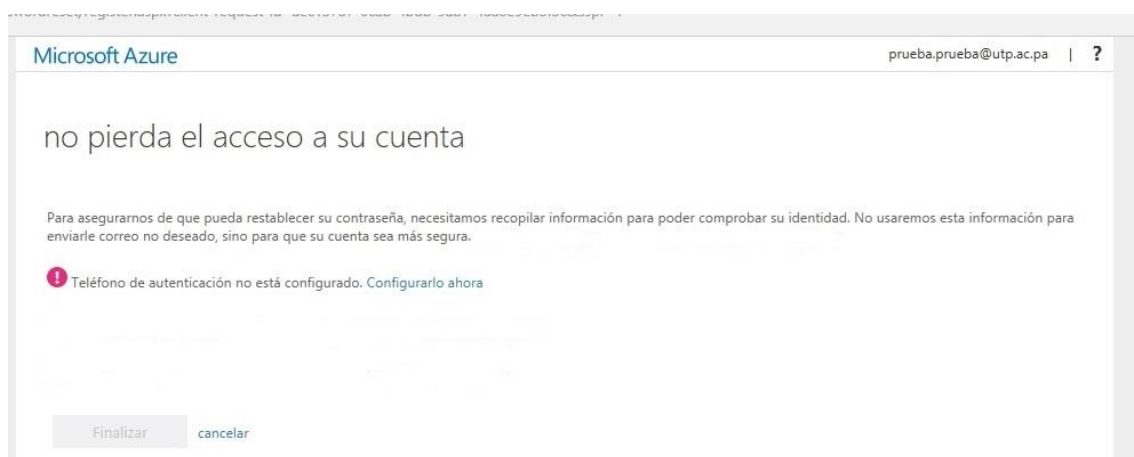 Microsoft Azure
prueba.prueba@utp.ac.pa | ?
no pierda el acceso a su cuenta
Para asegurarnos de que pueda restablecer su contraseña, necesitamos recopilar información para poder comprobar su identidad. No usaremos esta información para
enviarle correo no deseado, sino para que su cuenta sea más segura.
! Teléfono de autenticación no está configurado. Configurarlo ahora
Finalizar cancelar